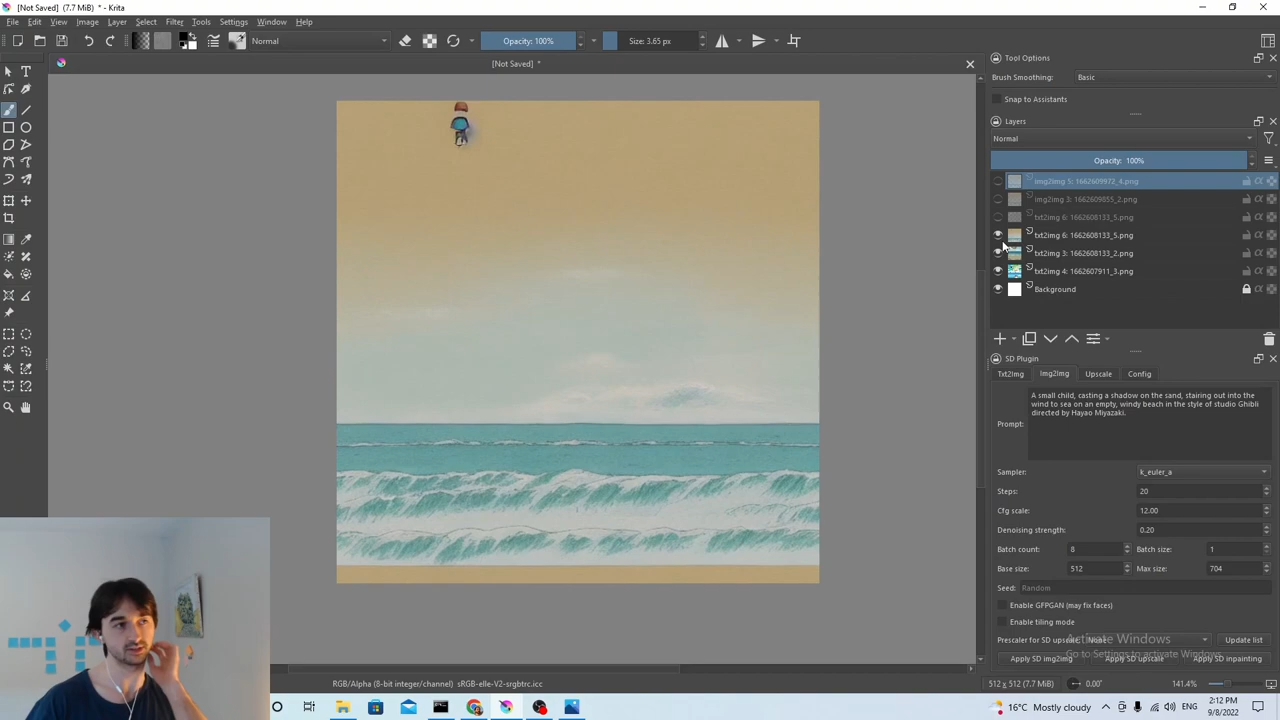 [Not Saved] (7.7 MiB) * - Krita
File Edit View Image Layer Select Filter Tools Settings Window Help
Normal
Opacity: 100%
Size: 3.65 px
[Not Saved] *
Tool Options
Brush Smoothing: Basic
Snap to Assistants
Layers
Normal
Opacity: 100%
img2img 5: 1662609972_4.png
img2img 3: 1662609855_2.png
txt2img 6: 1662608133_5.png
txt2img 6: 1662608133_5.png
txt2img 3: 1662608133_2.png
txt2img 4: 1662607911_3.png
Background
SD Plugin
Txt2Img Img2Img Upscale Config
Prompt:
A small child, casting a shadow on the sand, stairing out into the
wind to sea on an empty, windy beach in the style of studio Ghibli
directed by Hayao Miyazaki.
Sampler: k_euler_a
Steps: 20
Cfg scale: 12.00
Denoising strength: 0.20
Batch count: 8 Batch size: 1
Base size: 512 Max size: 704
Seed: Random
Enable GFPGAN (may fix faces)
Enable tiling mode
Prescaler for SD upscale: None Update list
Activate Windows
Go to Settings to activate Windows.
Apply SD img2img Apply SD upscale Apply SD inpainting
RGB/Alpha (8-bit integer/channel) sRGB-elle-V2-srgbtrc.icc
512 x 512 (7.7 MiB) 0.00° 141.4%
16°C Mostly cloudy
2:12 PM
9/8/2022